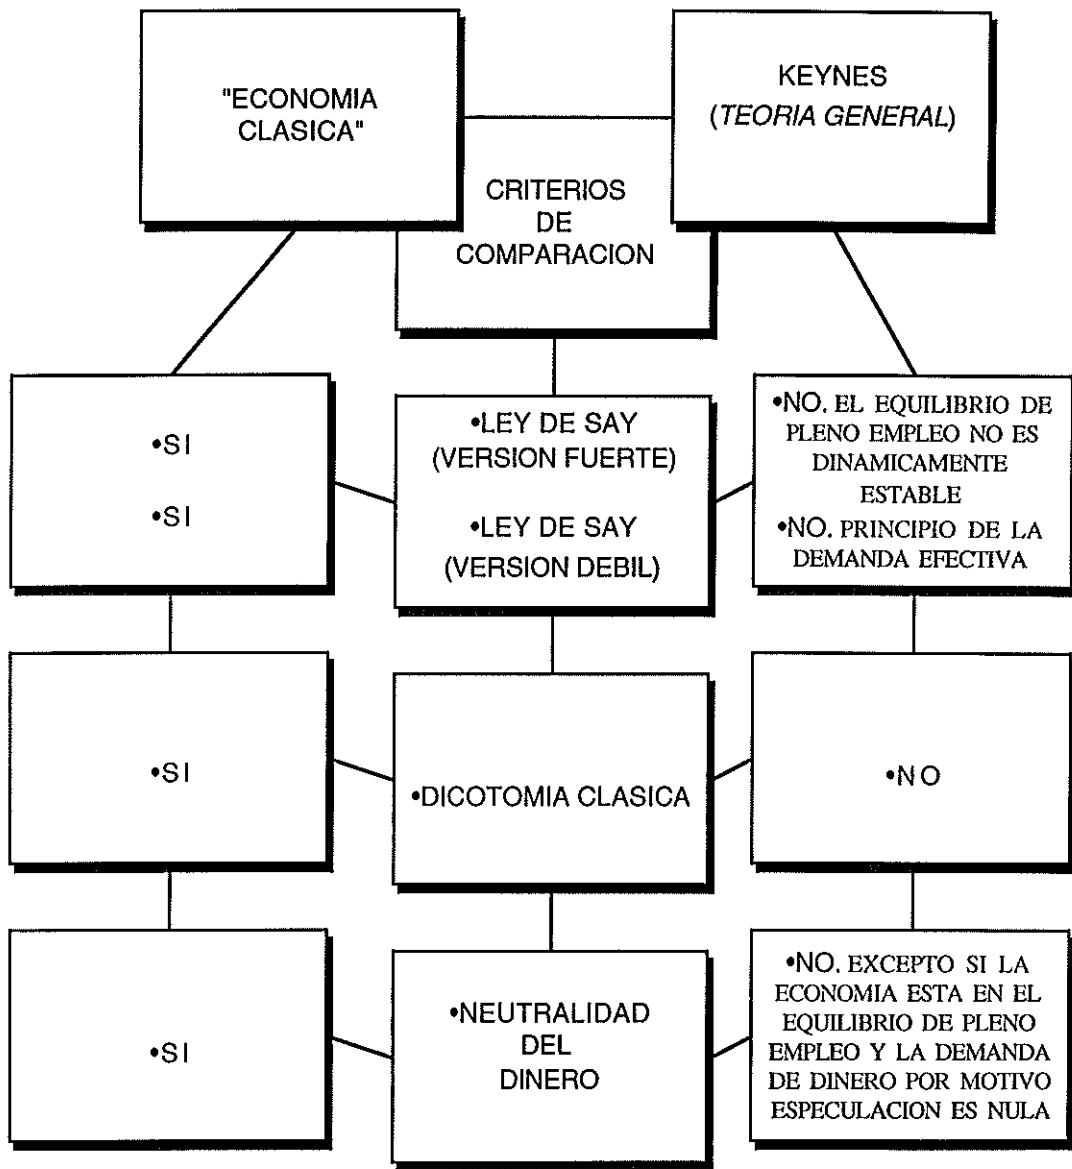 "ECONOMIA
CLASICA"
KEYNES
(TEORIA GENERAL)
CRITERIOS
DE
COMPARACION
•SI
•SI
•LEY DE SAY
(VERSION FUERTE)
•LEY DE SAY
(VERSION DEBIL)
•NO. EL EQUILIBRIO DE
PLENO EMPLEO NO ES
DINAMICAMENTE
ESTABLE
•NO. PRINCIPIO DE LA
DEMANDA EFECTIVA
•SI
•DICOTOMIA CLASICA
•NO
•SI
•NEUTRALIDAD
DEL
DINERO
•NO. EXCEPTO SI LA
ECONOMIA ESTA EN EL
EQUILIBRIO DE PLENO
EMPLEO Y LA DEMANDA
DE DINERO POR MOTIVO
ESPECULACION ES NULA